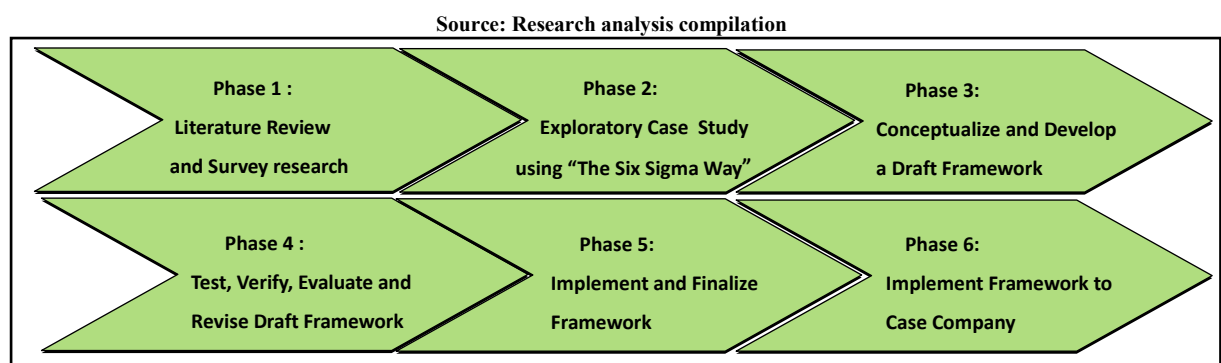 Source: Research analysis compilation
Phase 1 :
Literature Review
and Survey research
Phase 2:
Exploratory Case Study
using “The Six Sigma Way”
Phase 3:
Conceptualize and Develop
a Draft Framework
Phase 4 :
Test, Verify, Evaluate and
Revise Draft Framework
Phase 5:
Implement and Finalize
Framework
Phase 6:
Implement Framework to
Case Company